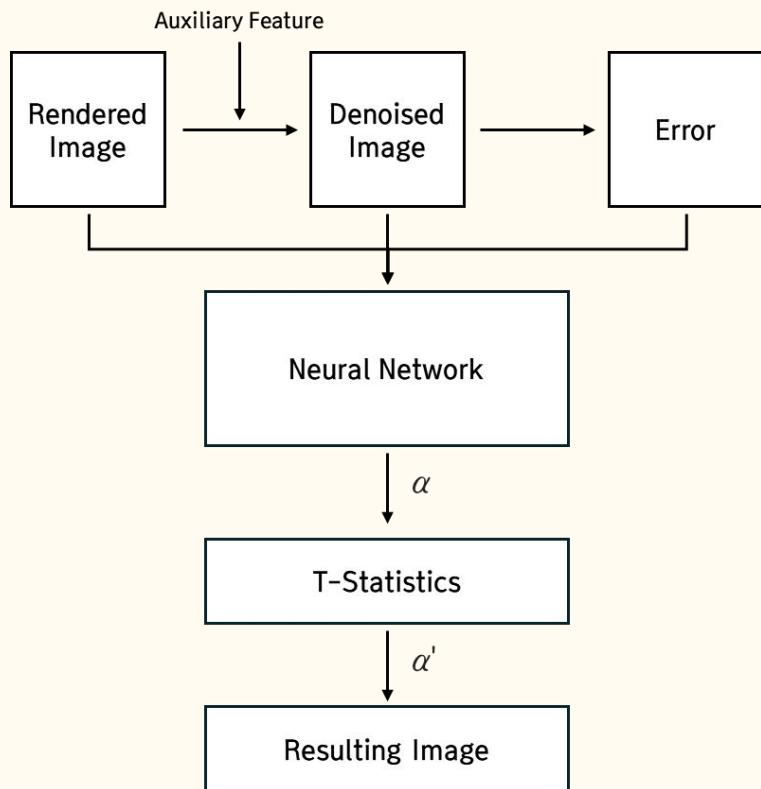 Auxiliary Feature
Rendered
Image
Denoised
Image
Error
Neural Network
α
T-Statistics
α'
Resulting Image